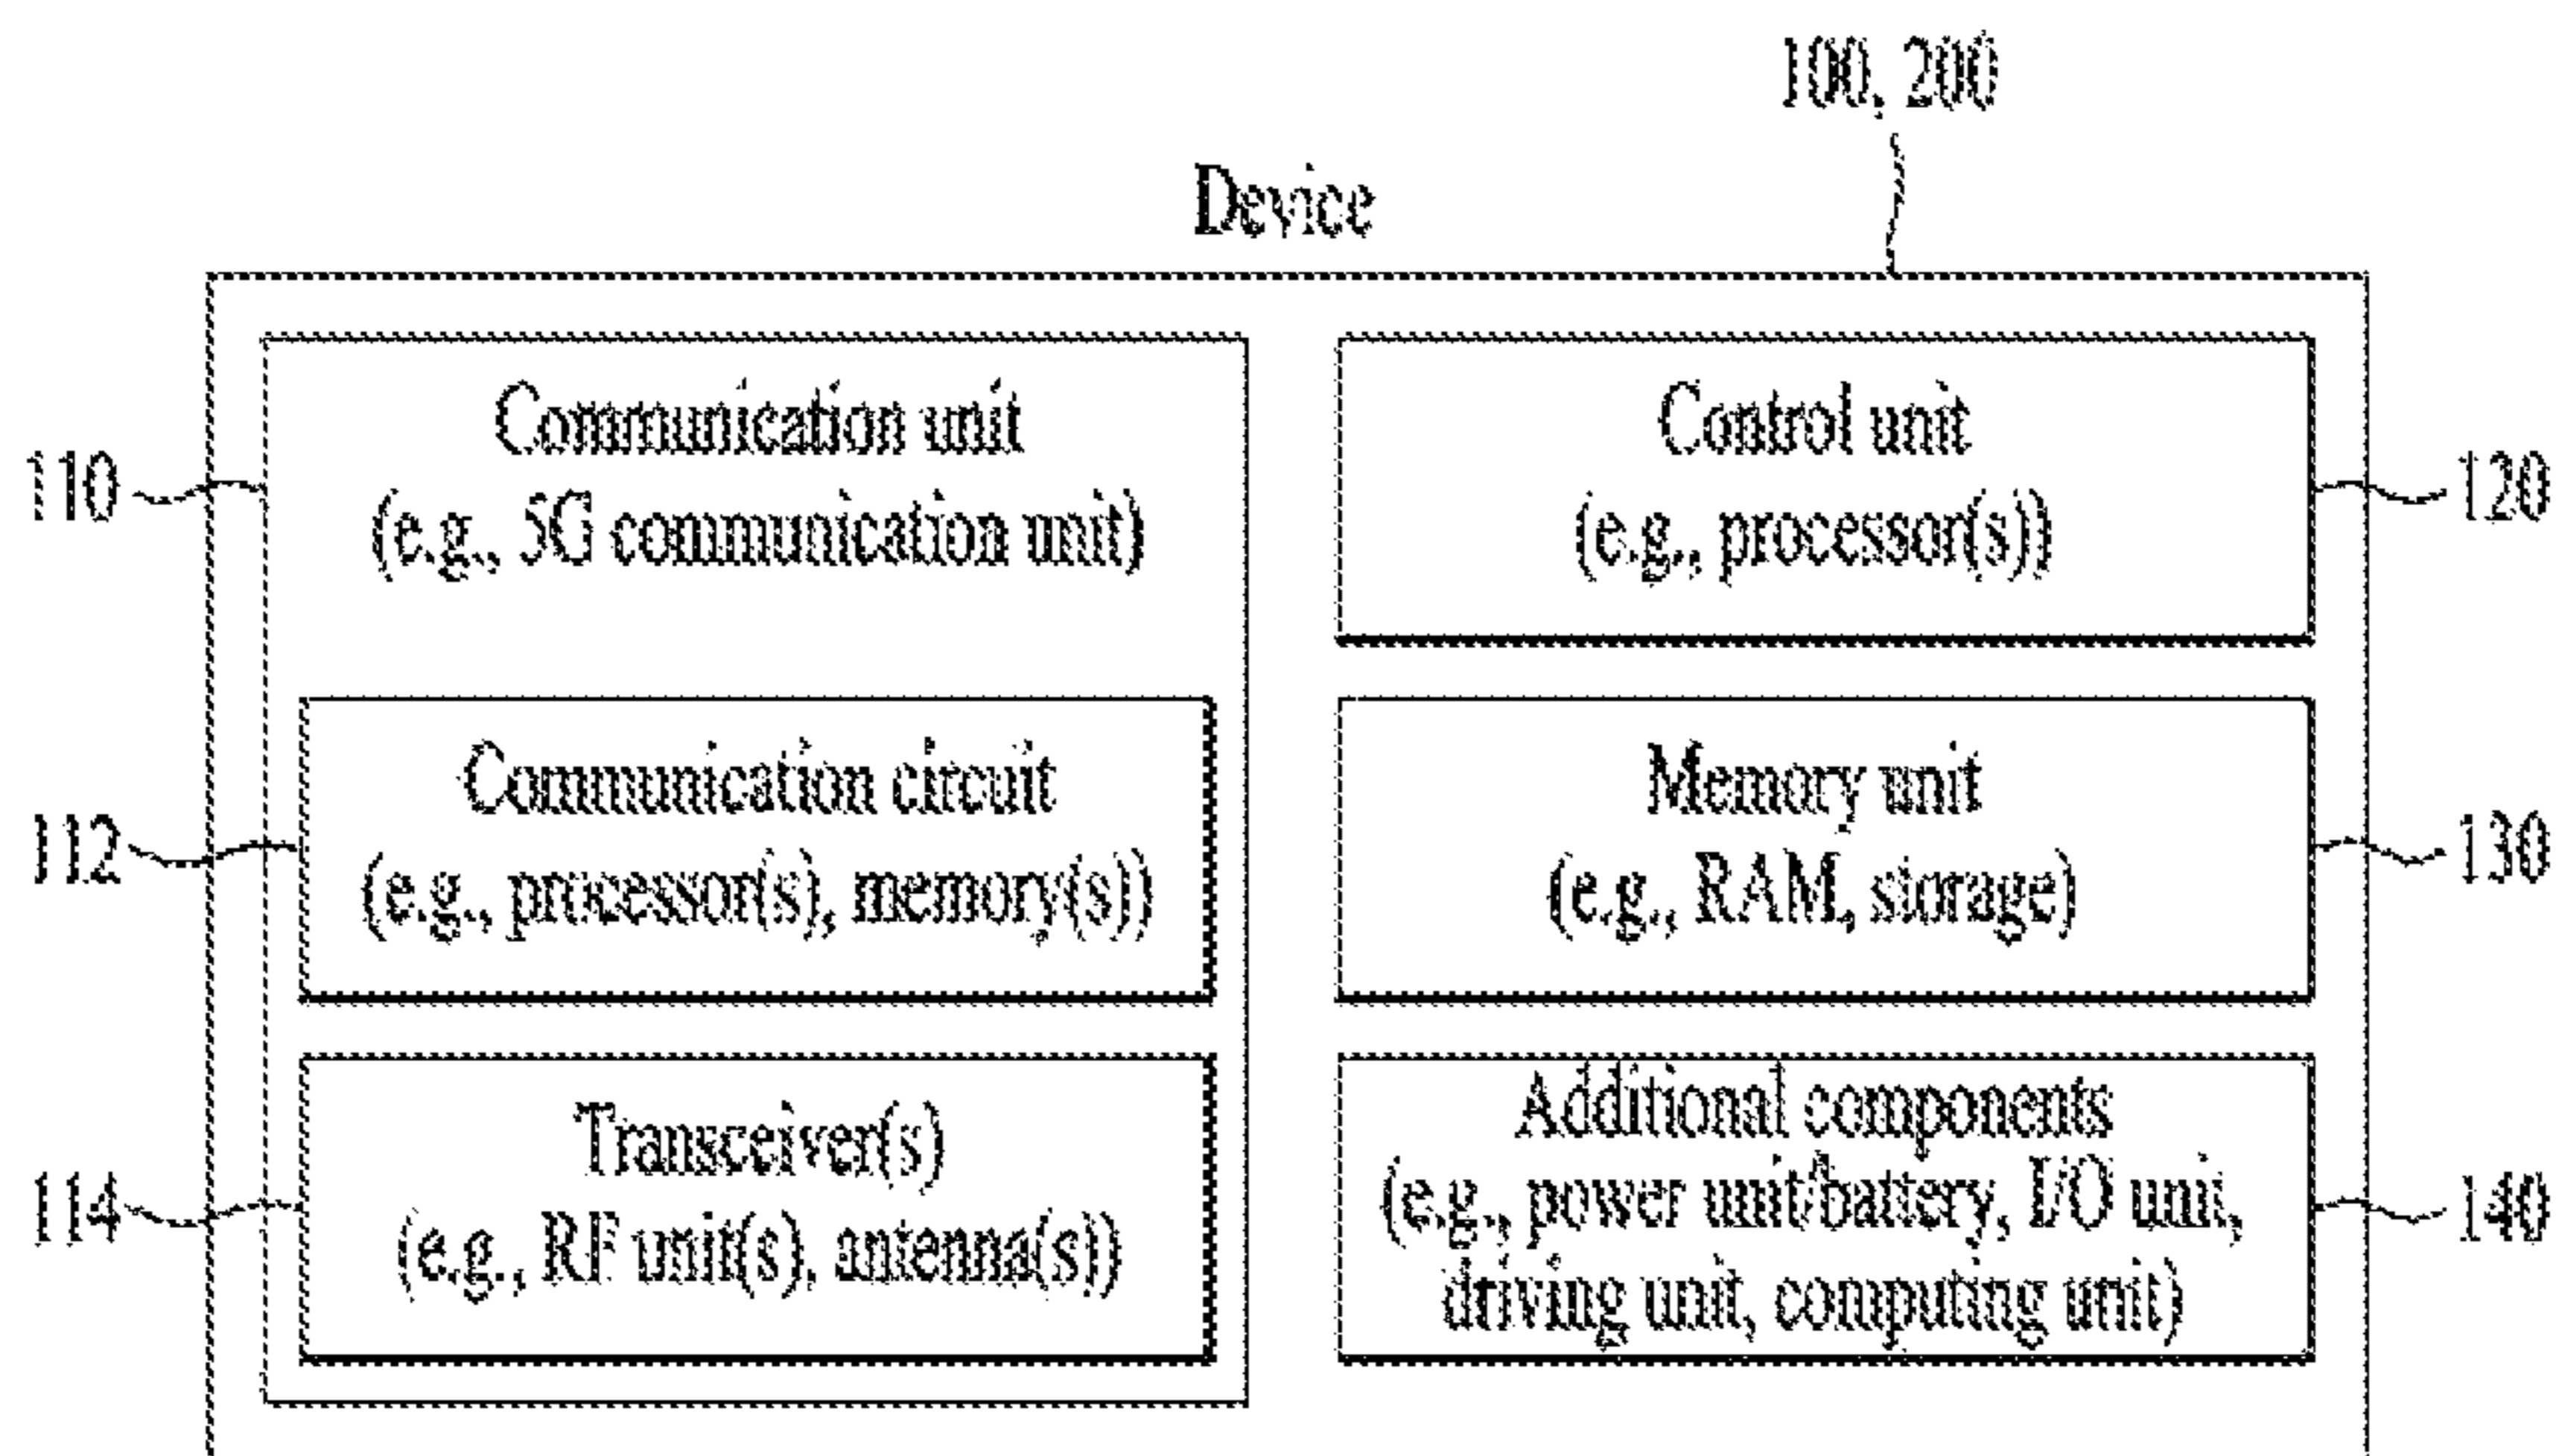 100, 200
Device
110
Communication unit
(e.g., 5G communication unit)
Control unit
(e.g., processor(s))
120
112
Communication circuit
(e.g., processor(s), memory(s))
Memory unit
(e.g., RAM, storage)
130
114
Transceiver(s)
(e.g., RF unit(s), antenna(s))
Additional components
(e.g., power unit/battery, I/O unit,
driving unit, computing unit)
140